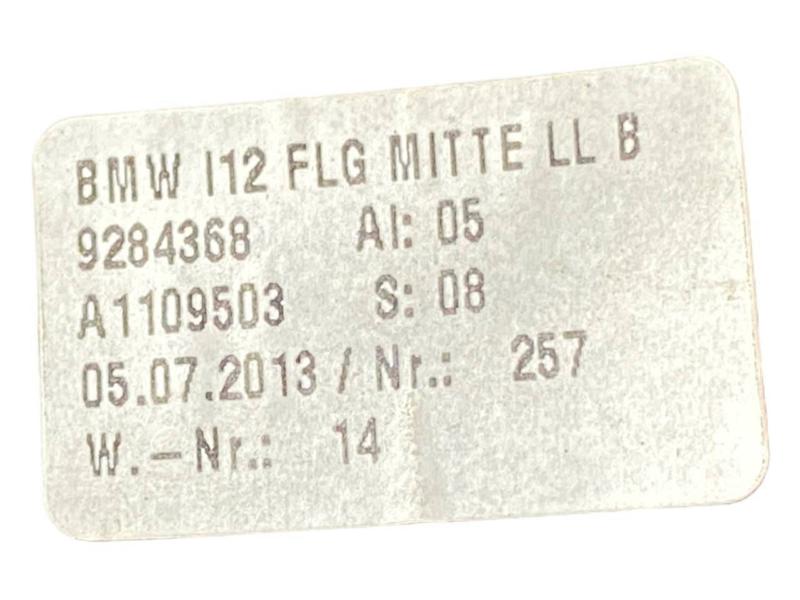 BMW I12 FLG MITTE LL B
9284368 AI: 05
A1109503 S: 08
05.07.2013 / Nr.: 257
W.-Nr.: 14